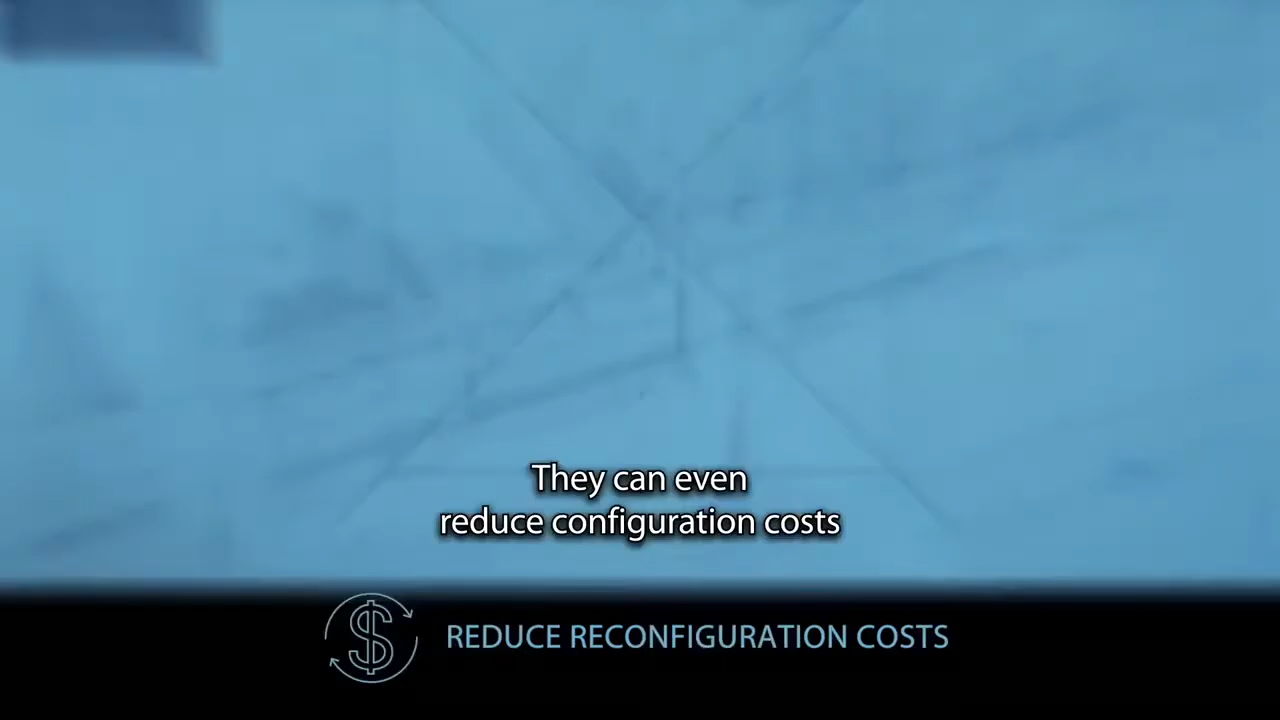 They can even
reduce configuration costs
REDUCE RECONFIGURATION COSTS